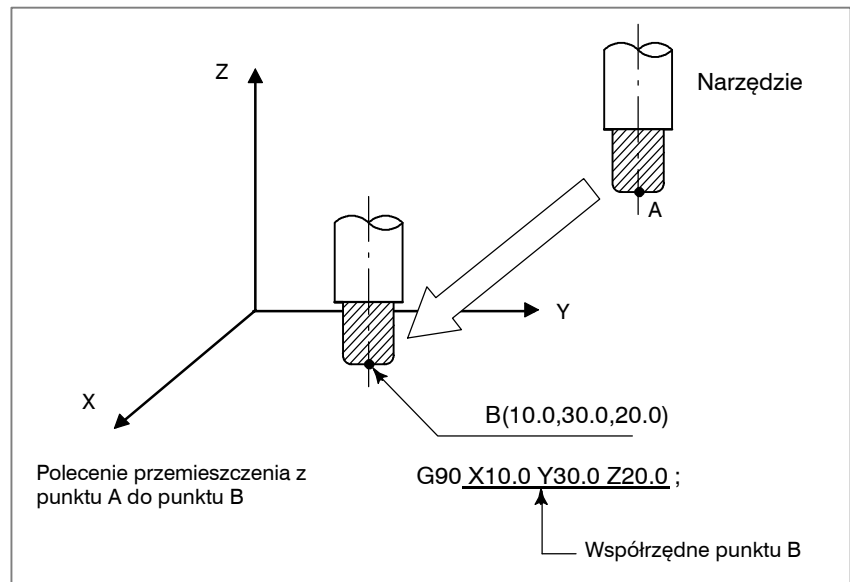 Z
Narzędzie
A
Y
X
B(10.0,30.0,20.0)
Polecenie przemieszczenia z
punktu A do punktu B
G90 X10.0 Y30.0 Z20.0 ;
Współrzędne punktu B